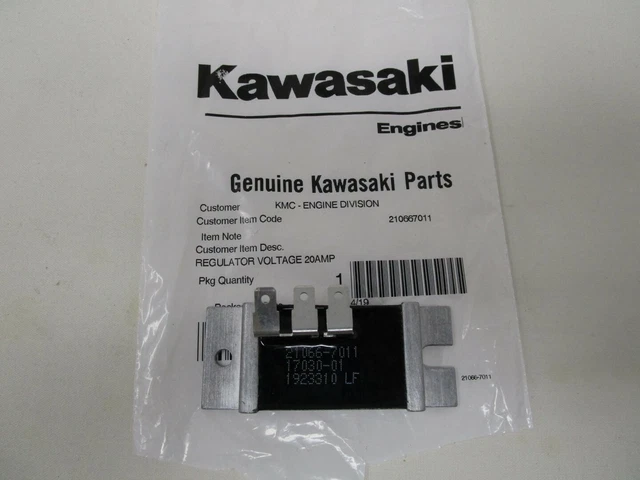 Kawasaki
Engines
Genuine Kawasaki Parts
Customer KMC - ENGINE DIVISION
Customer Item Code 210667011
Item Note
Customer Item Desc.
REGULATOR VOLTAGE 20AMP
Pkg Quantity 1
4/19
21066-7011
17030-01
1923310 LF
21066-7011